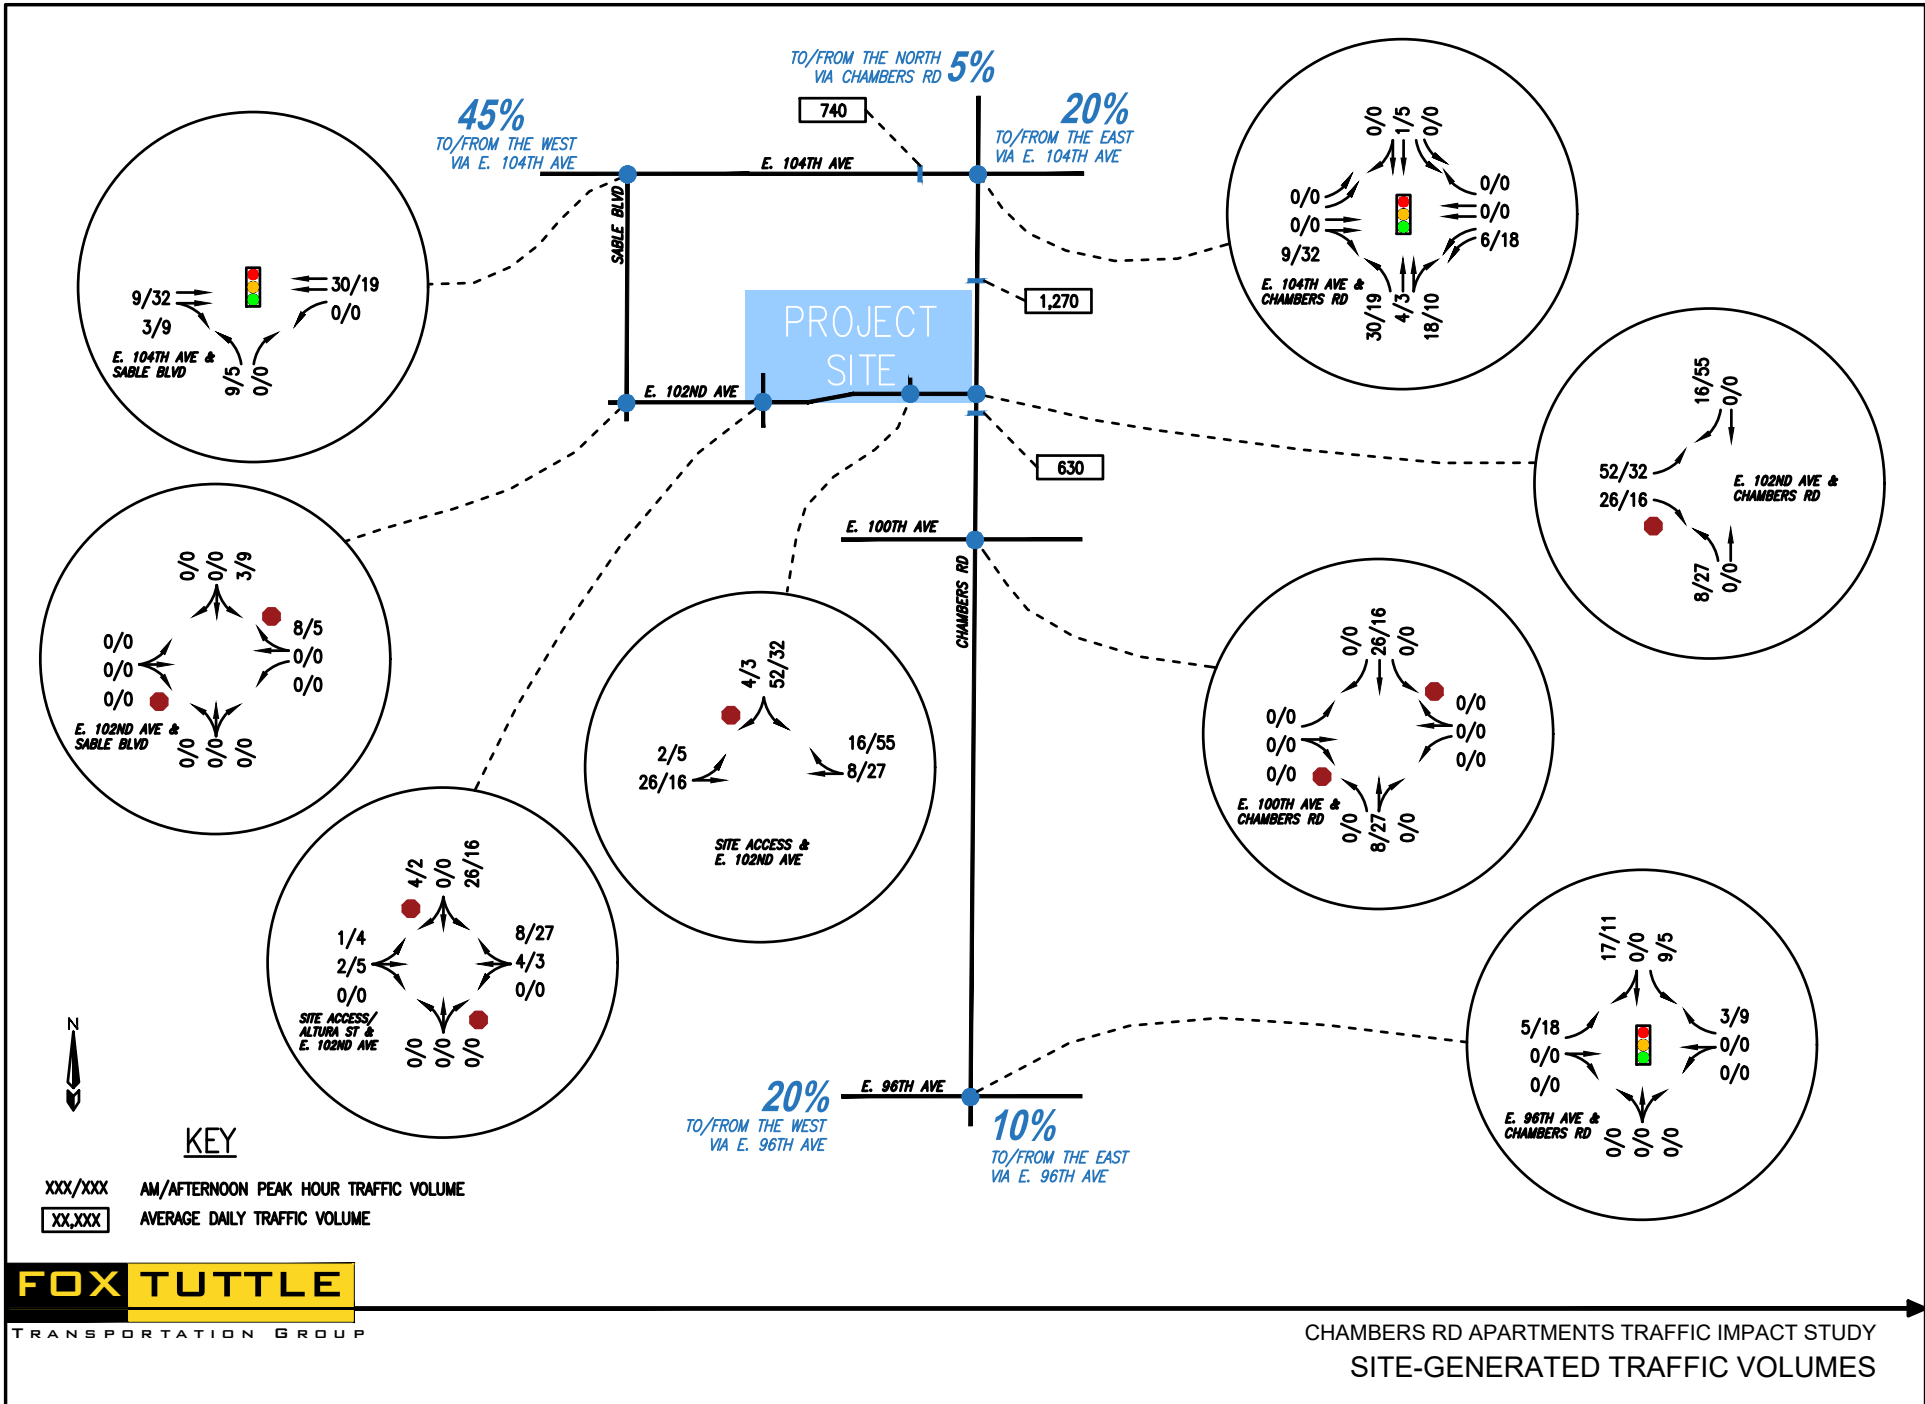 TO/FROM THE NORTH
VIA CHAMBERS RD
5%
740
45%
TO/FROM THE WEST
VIA E. 104TH AVE
20%
TO/FROM THE EAST
VIA E. 104TH AVE
E. 104TH AVE
SABLE BLVD
PROJECT
SITE
1,270
E. 102ND AVE
630
E. 100TH AVE
CHAMBERS RD
E. 96TH AVE
20%
TO/FROM THE WEST
VIA E. 96TH AVE
10%
TO/FROM THE EAST
VIA E. 96TH AVE
9/32
3/9
30/19
0/0
9/5
0/0
E. 104TH AVE &
SABLE BLVD
0/0
1/5
0/0
0/0
0/0
9/32
0/0
0/0
6/18
30/19
4/3
18/10
E. 104TH AVE &
CHAMBERS RD
16/55
0/0
52/32
26/16
8/27
0/0
E. 102ND AVE &
CHAMBERS RD
0/0
0/0
3/9
0/0
0/0
0/0
8/5
0/0
0/0
0/0
0/0
0/0
E. 102ND AVE &
SABLE BLVD
4/3
52/32
2/5
26/16
16/55
8/27
SITE ACCESS &
E. 102ND AVE
0/0
26/16
0/0
0/0
0/0
0/0
0/0
0/0
0/0
0/0
8/27
0/0
E. 100TH AVE &
CHAMBERS RD
4/2
0/0
26/16
1/4
2/5
0/0
8/27
4/3
0/0
0/0
0/0
0/0
SITE ACCESS/
ALTURA ST &
E. 102ND AVE
17/11
0/0
9/5
5/18
0/0
0/0
3/9
0/0
0/0
0/0
0/0
0/0
E. 96TH AVE &
CHAMBERS RD
N
KEY
XXX/XXX AM/AFTERNOON PEAK HOUR TRAFFIC VOLUME
XX,XXX AVERAGE DAILY TRAFFIC VOLUME
FOX TUTTLE
TRANSPORTATION GROUP
CHAMBERS RD APARTMENTS TRAFFIC IMPACT STUDY
SITE-GENERATED TRAFFIC VOLUMES